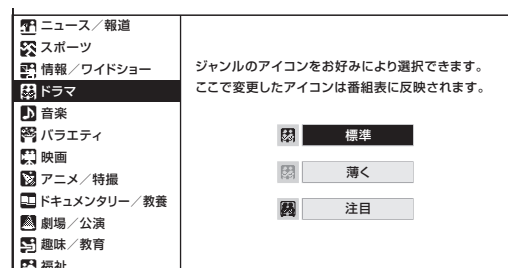 ニュース／報道
スポーツ
情報／ワイドショー
ドラマ
音楽
バラエティ
映画
アニメ／特撮
ドキュメンタリー／教養
劇場／公演
趣味／教育
福祉
ジャンルのアイコンをお好みにより選択できます。
ここで変更したアイコンは番組表に反映されます。
標準
薄く
注目